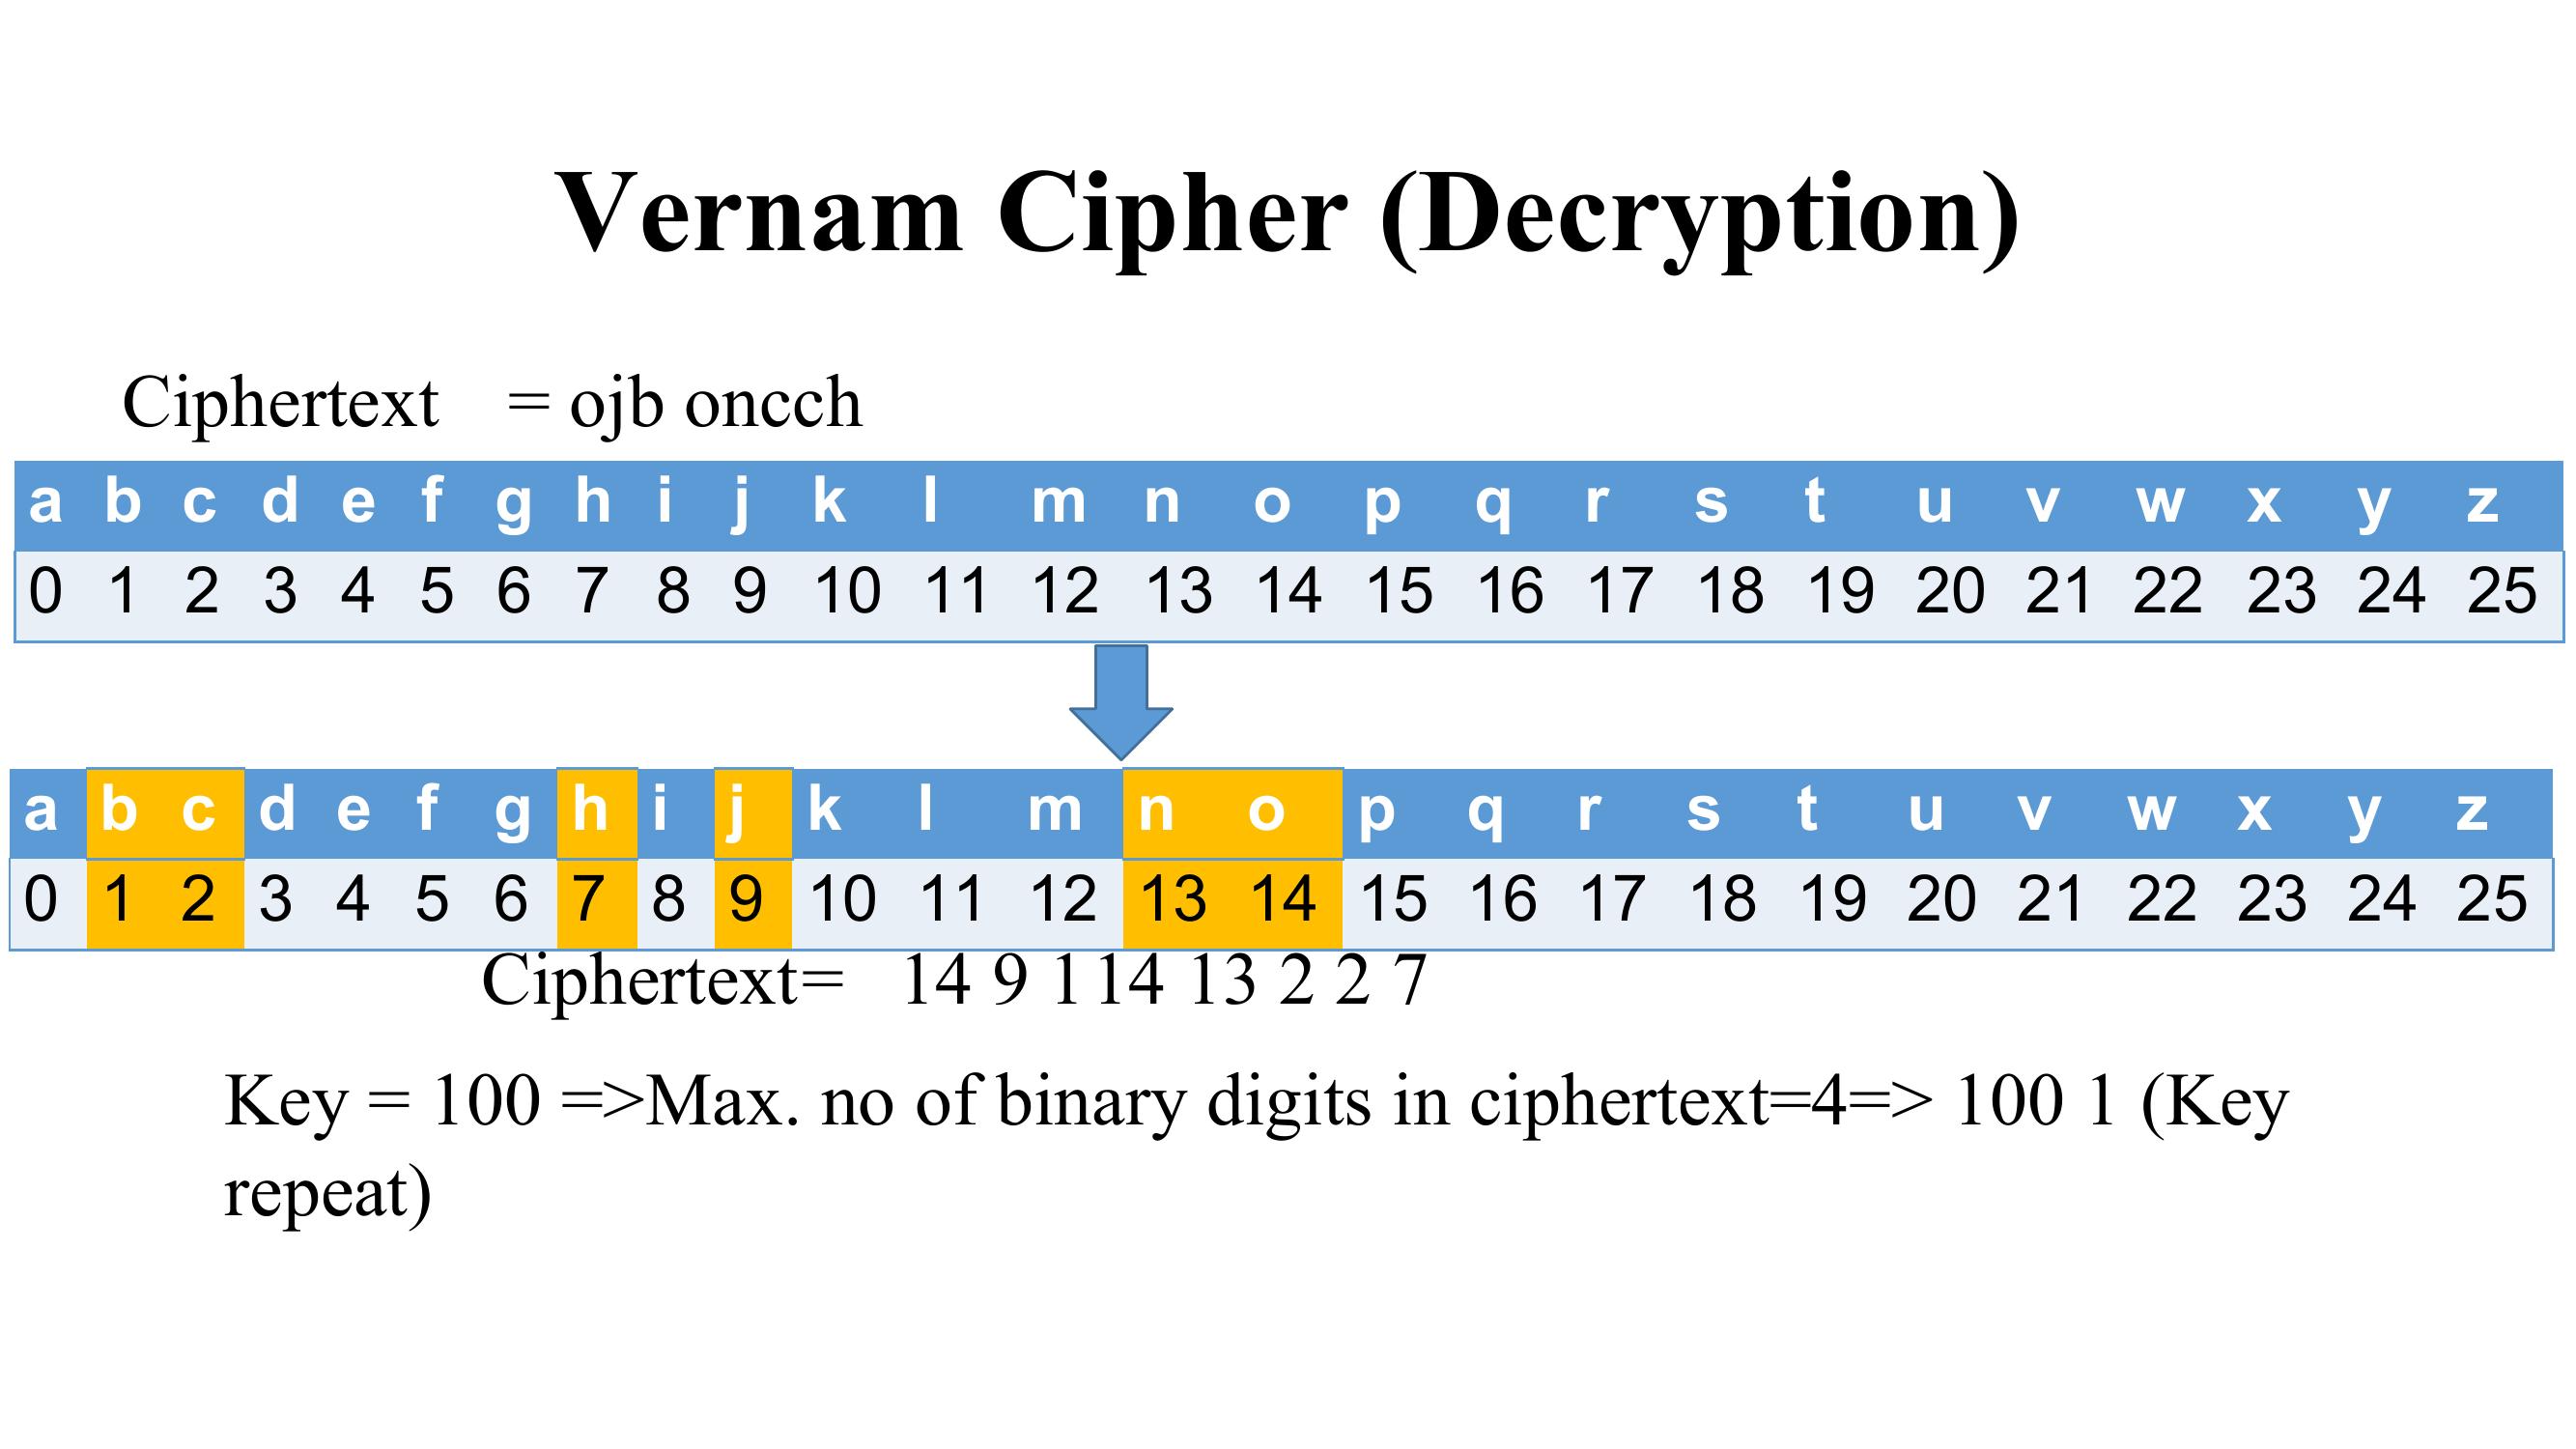 Vernam Cipher (Decryption)
Ciphertext = ojb oncch
a b c d e f g h i j k l m n o p q r s t u v w x y z
0 1 2 3 4 5 6 7 8 9 10 11 12 13 14 15 16 17 18 19 20 21 22 23 24 25
a b c d e f g h i j k l m n o p q r s t u v w x y z
0 1 2 3 4 5 6 7 8 9 10 11 12 13 14 15 16 17 18 19 20 21 22 23 24 25
Ciphertext= 14 9 1 14 13 2 2 7
Key = 100 =>Max. no of binary digits in ciphertext=4=> 100 1 (Key
repeat)